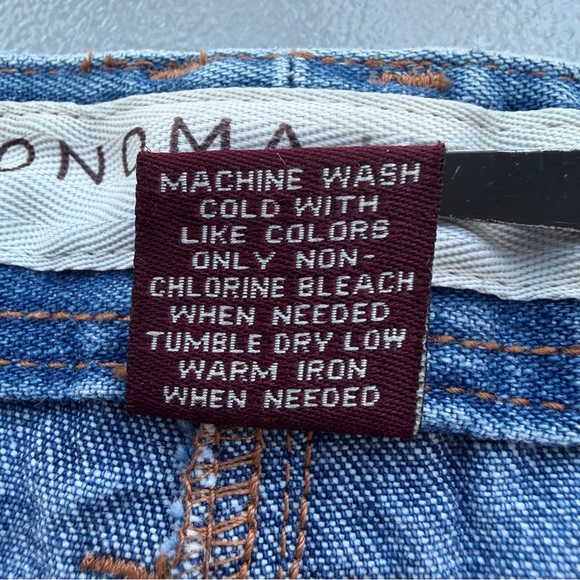 ONOMA
MACHINE WASH
COLD WITH
LIKE COLORS
ONLY NON-
CHLORINE BLEACH
WHEN NEEDED
TUMBLE DRY LOW
WARM IRON
WHEN NEEDED